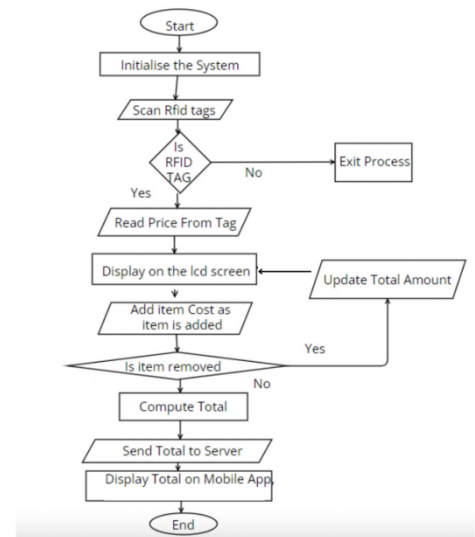 Start
Initialise the System
Scan Rfid tags
Is
RFID
TAG
No
Exit Process
Yes
Read Price From Tag
Display on the lcd screen
Update Total Amount
Add item Cost as
item is added
Yes
Is item removed
No
Compute Total
Send Total to Server
Display Total on Mobile App,
End